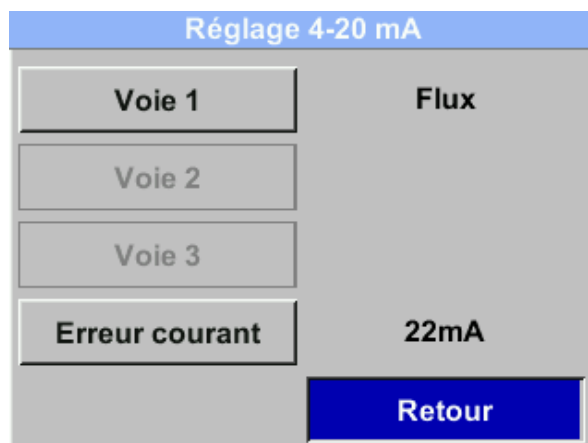 Réglage 4-20 mA
Voie 1 Flux
Voie 2
Voie 3
Erreur courant 22mA
Retour